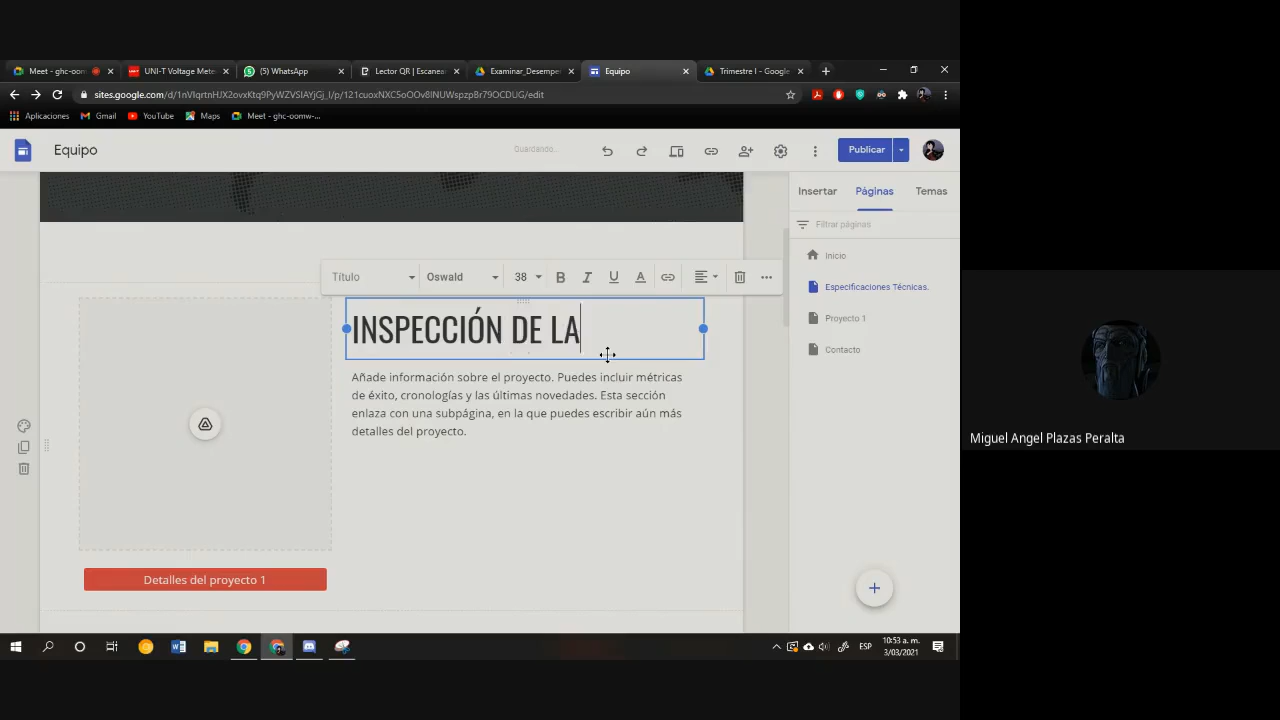 Meet - ghc-oom
UNI-T Voltage Mete
(5) WhatsApp
Lector QR | Escanea
Examinar_Desempe
Equipo
Trimestre I - Google
sites.google.com/d/1nVIqrtnHJX2ovxKtq9PyWZVSIAYjGj_I/p/121cuoxNXC5oOOv8INUWspzpBr79OCDUG/edit
Aplicaciones
Gmail
YouTube
Maps
Meet - ghc-oomw-...
Equipo
Guardando...
Publicar
Insertar
Páginas
Temas
Filtrar páginas
Inicio
Título
Oswald
38
Especificaciones Técnicas.
INSPECCIÓN DE LA
Proyecto 1
Contacto
Añade información sobre el proyecto. Puedes incluir métricas
de éxito, cronologías y las últimas novedades. Esta sección
enlaza con una subpágina, en la que puedes escribir aún más
detalles del proyecto.
Detalles del proyecto 1
Miguel Angel Plazas Peralta
ESP
10:53 a. m.
3/03/2021